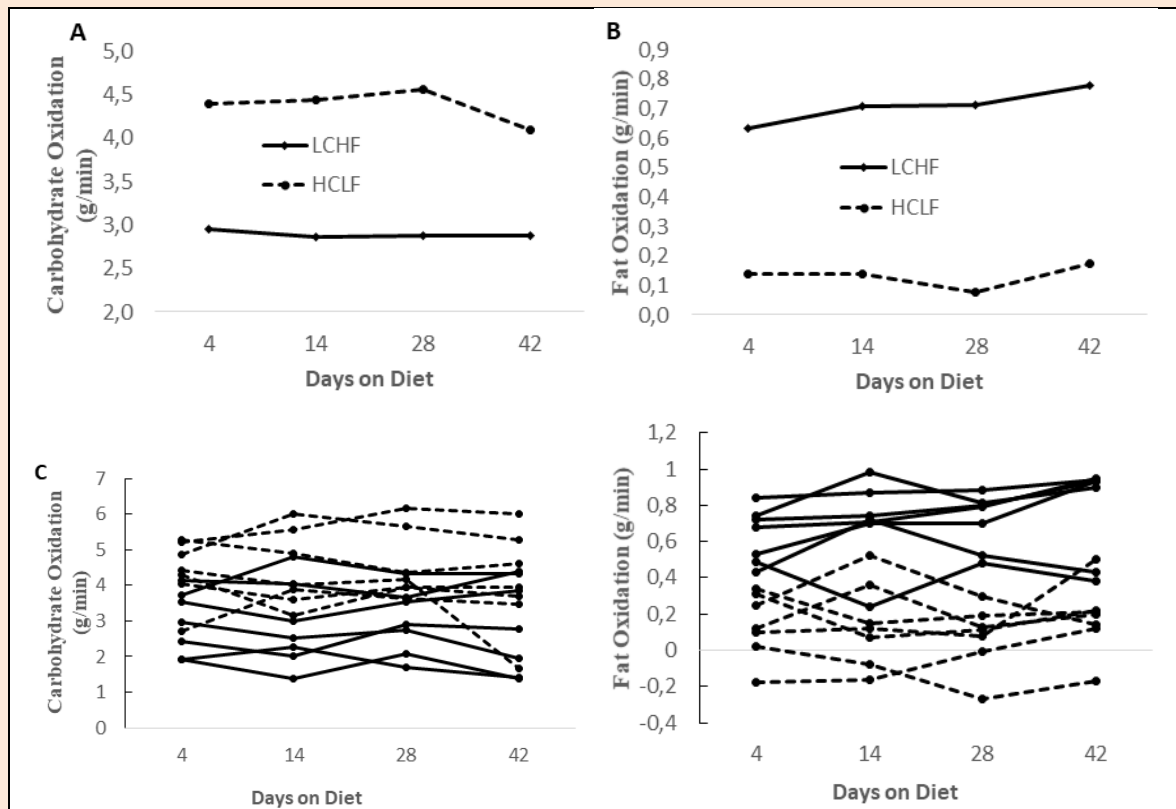 A
Carbohydrate Oxidation
(g/min)
5,0
4,5
4,0
3,5
3,0
2,5
2,0
LCHF
HCLF
4 14 28 42
Days on Diet
B
Fat Oxidation (g/min)
0,9
0,8
0,7
0,6
0,5
0,4
0,3
0,2
0,1
0,0
LCHF
HCLF
4 14 28 42
Days on Diet
C
Carbohydrate Oxidation
(g/min)
7
6
5
4
3
2
1
0
4 14 28 42
Days on Diet
Fat Oxidation (g/min)
1,2
1
0,8
0,6
0,4
0,2
0
-0,2
-0,4
4 14 28 42
Days on Diet